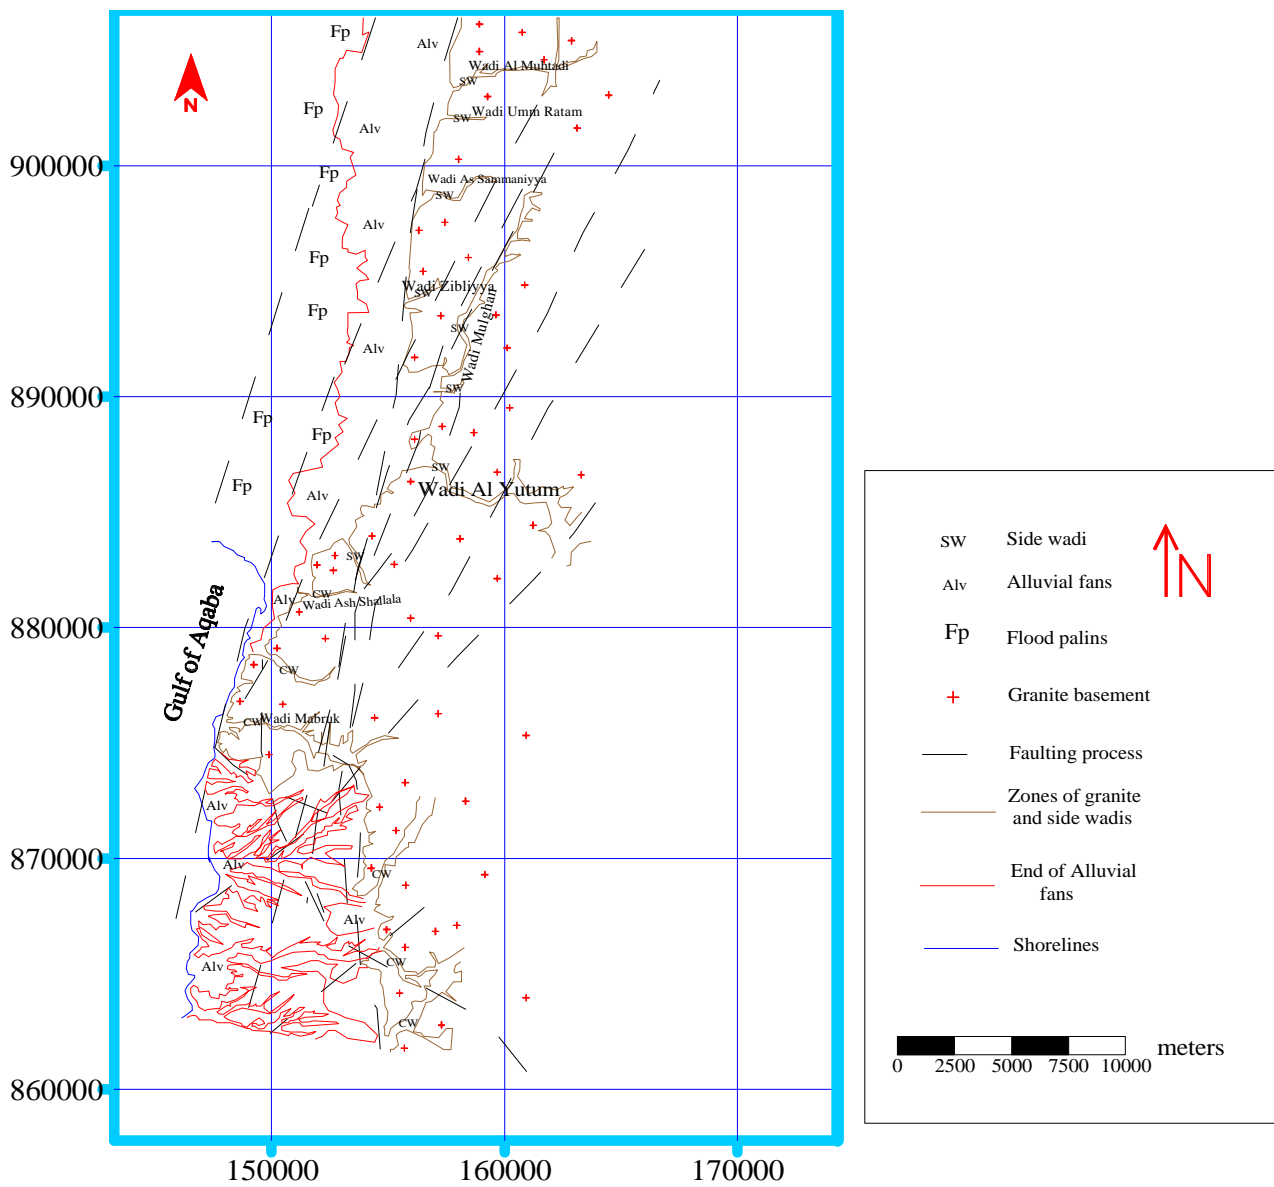 Fp
Alv
Wadi Al Muhtadi
SW
Fp
Wadi Umm Ratam
SW
Alv
N
900000
Fp
Wadi As Sammaniyya
SW
Alv
Fp
Wadi Zibliyya
SW
Fp
SW
Wadi Mulghan
Alv
SW
890000
Fp
Fp
SW
Fp
Alv
Wadi Al Yutum
SW
CW
Alv
Wadi Ash Shallala
880000
Gulf of Aqaba
CW
CW
Wadi Mabruk
Alv
870000
Alv
CW
Alv
Alv
CW
CW
860000
150000
160000
170000
SW
Side wadi
Alv
Alluvial fans
Fp
Flood palins
Granite basement
Faulting process
Zones of granite
and side wadis
End of Alluvial
fans
Shorelines
N
meters
0
2500
5000
7500
10000